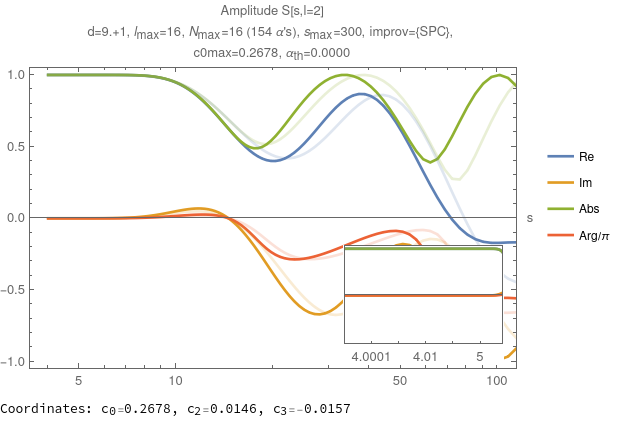 Amplitude S[s,l=2]
d=9.+1, lmax=16, Nmax=16 (154 α's), smax=300, improv={SPC},
c0max=0.2678, αth=0.0000
1.0
0.5
0.0
−0.5
−1.0
s
Re
Im
Abs
Arg/π
4.0001 4.01 5
5 10 50 100
Coordinates: c0=0.2678, c2=0.0146, c3=−0.0157